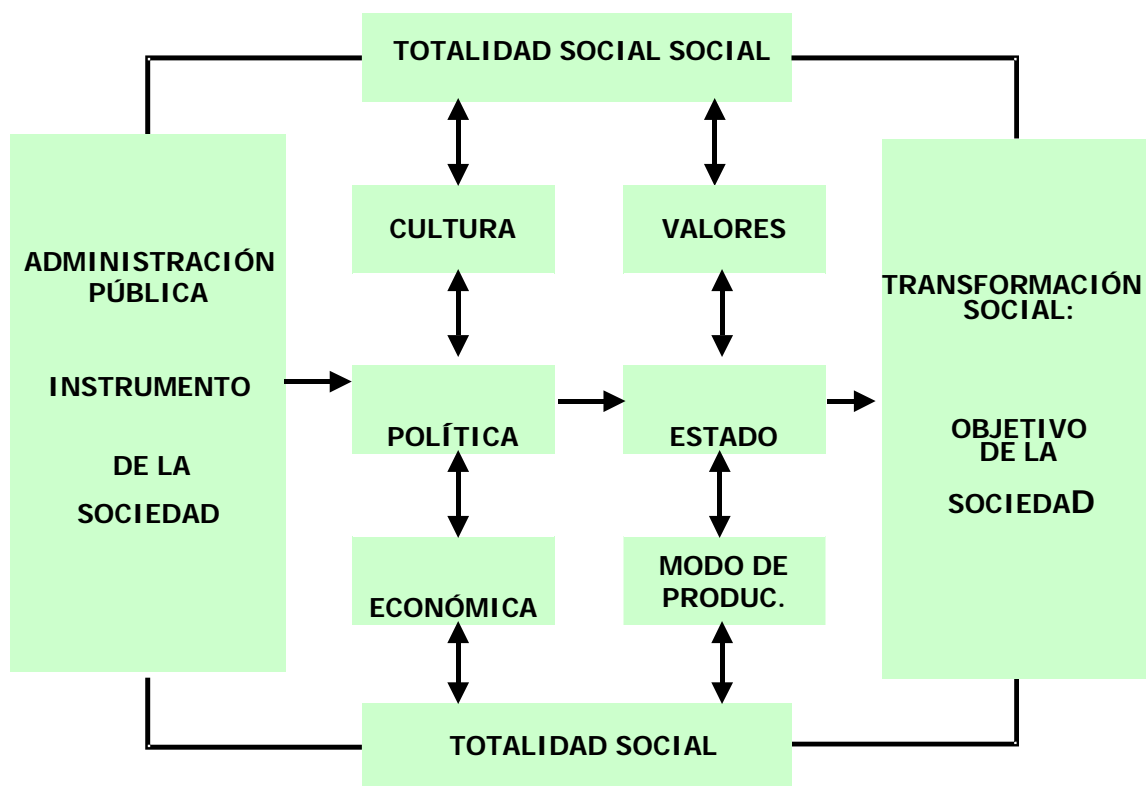 TOTALIDAD SOCIAL SOCIAL
CULTURA
VALORES
ADMINISTRACIÓN
PÚBLICA
INSTRUMENTO
DE LA
SOCIEDAD
POLÍTICA
ESTADO
TRANSFORMACIÓN
SOCIAL:
OBJETIVO
DE LA
SOCIEDAD
ECONÓMICA
MODO DE
PRODUC.
TOTALIDAD SOCIAL